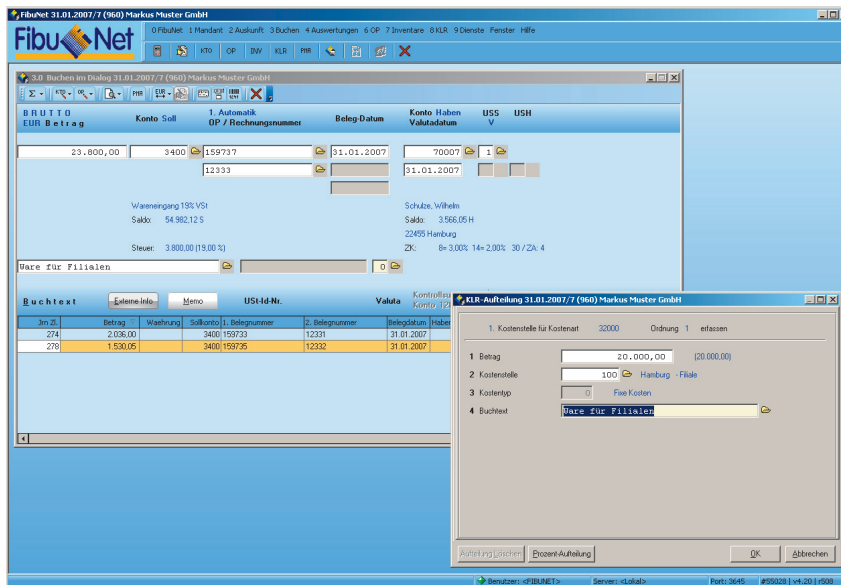 FibuNet 31.01.2007/7 (960) Markus Muster GmbH
FibuNet
0 FibuNet 1 Mandant 2 Auskunft 3 Buchen 4 Auswertungen 6 OP 7 Inventare 8 KLR 9 Dienste Fenster Hilfe
KTO OP INV KLR PHR
3.0 Buchen im Dialog 31.01.2007/7 (960) Markus Muster GmbH
Σ KTO OP PHR EUR
BRUTTO
EUR Betrag
Konto Soll
1. Automatik
OP / Rechnungsnummer
Beleg-Datum
Konto Haben
Valutadatum
USS
V
USH
23.800,00 3400 159737 31.01.2007 70007 1
12333 31.01.2007
Wareneingang 19% VSt Schulze, Wilhelm
Saldo: 54.982,12 S Saldo: 3.566,05 H
22455 Hamburg
Steuer: 3.800,00 (19,00 %) ZK: 8= 3,00% 14= 2,00% 30 / ZA: 4
Ware für Filialen 0
Buchtext Externe Info Memo USt-Id-Nr. Valuta
Jrn Zl. Betrag Waehrung Sollkonto 1. Belegnummer 2. Belegnummer Belegdatum
274 2.036,00 3400 159733 12331 31.01.2007
278 1.530,05 3400 159735 12332 31.01.2007
KLR-Aufteilung 31.01.2007/7 (960) Markus Muster GmbH
1. Kostenstelle für Kostenart 32000 Ordnung 1 erfassen
1 Betrag 20.000,00 (20.000,00)
2 Kostenstelle 100 Hamburg - Filiale
3 Kostentyp 0 Fixe Kosten
4 Buchtext Ware für Filialen
Aufteilung Löschen Prozent-Aufteilung OK Abbrechen
Benutzer: <FIBUNET> Server: <Lokal> Port: 3645 #55028 | v4.20 | r508